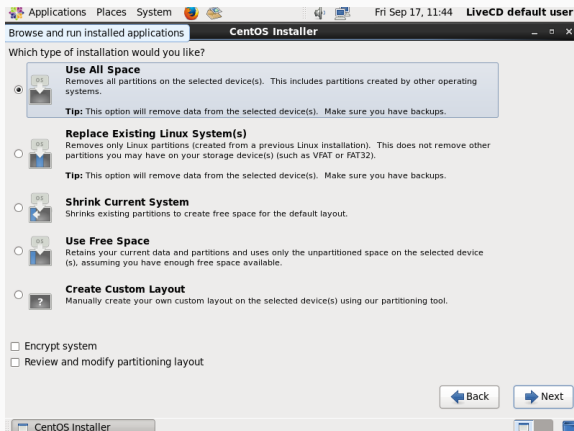 Applications Places System Fri Sep 17, 11:44 LiveCD default user
Browse and run installed applications CentOS Installer
Which type of installation would you like?
Use All Space
Removes all partitions on the selected device(s). This includes partitions created by other operating
systems.
Tip: This option will remove data from the selected device(s). Make sure you have backups.
Replace Existing Linux System(s)
Removes only Linux partitions (created from a previous Linux installation). This does not remove other
partitions you may have on your storage device(s) (such as VFAT or FAT32).
Tip: This option will remove data from the selected device(s). Make sure you have backups.
Shrink Current System
Shrinks existing partitions to create free space for the default layout.
Use Free Space
Retains your current data and partitions and uses only the unpartitioned space on the selected device
(s), assuming you have enough free space available.
Create Custom Layout
Manually create your own custom layout on the selected device(s) using our partitioning tool.
Encrypt system
Review and modify partitioning layout
Back Next
CentOS Installer